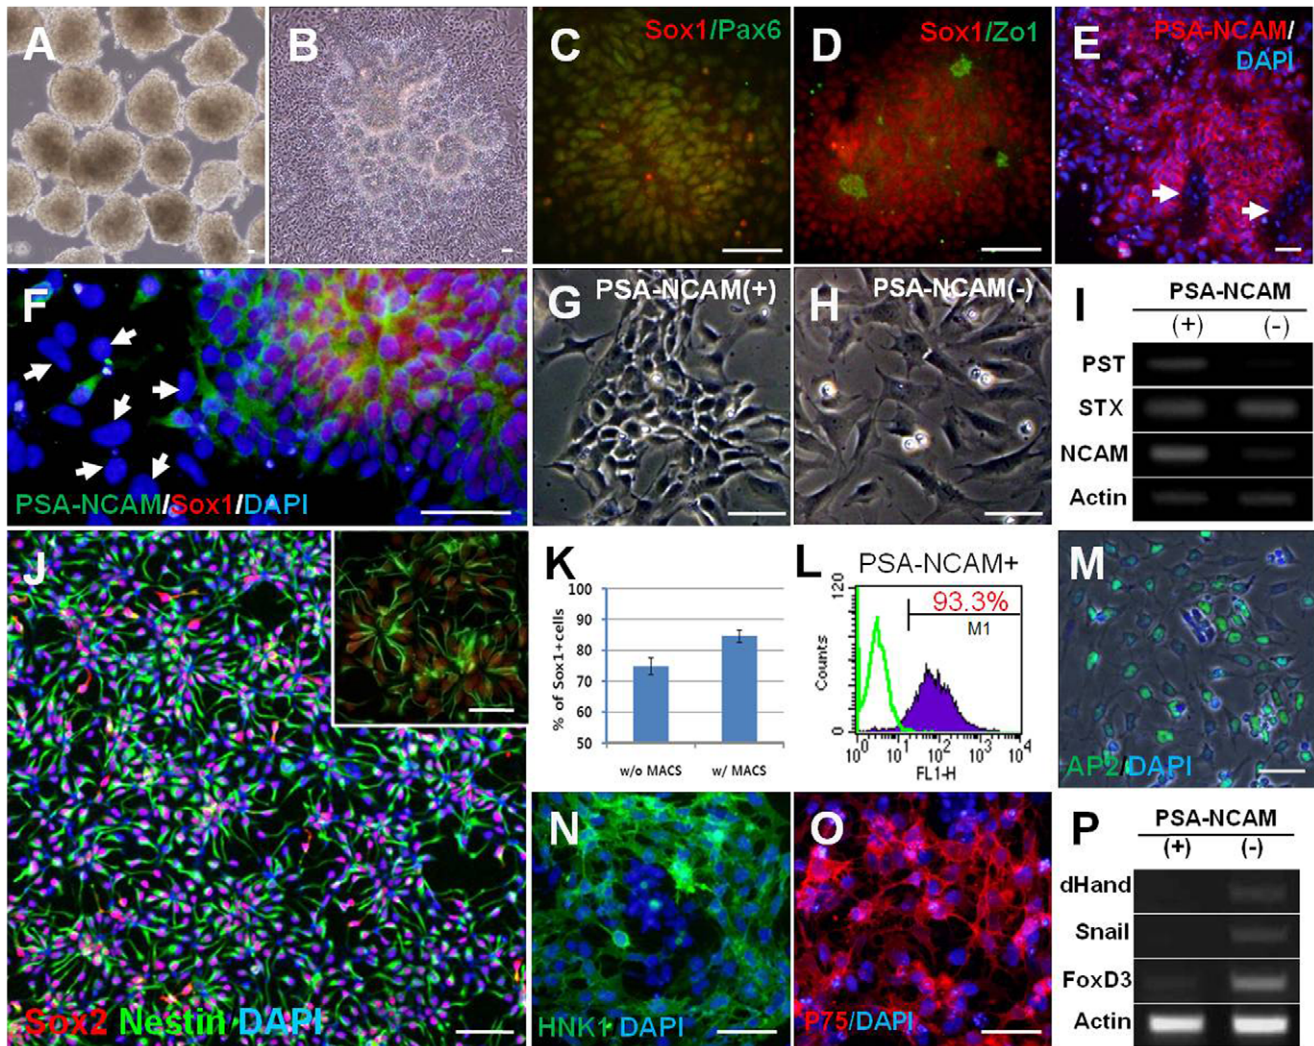 A
B
C
Sox1/Pax6
D
Sox1/Zo1
E
PSA-NCAM/
DAPI
F
PSA-NCAM/Sox1/DAPI
G
PSA-NCAM(+)
H
PSA-NCAM(-)
I
PSA-NCAM
(+) (-)
PST
STX
NCAM
Actin
J
Sox2 Nestin DAPI
K
% of Sox1+cells
100
90
80
70
60
50
w/o MACS w/ MACS
L
PSA-NCAM+
120
93.3%
M1
Counts
0
10⁰ 10¹ 10² 10³ 10⁴
FL1-H
M
AP2/DAPI
N
HNK1 DAPI
O
P75/DAPI
P
PSA-NCAM
(+) (-)
dHand
Snail
FoxD3
Actin